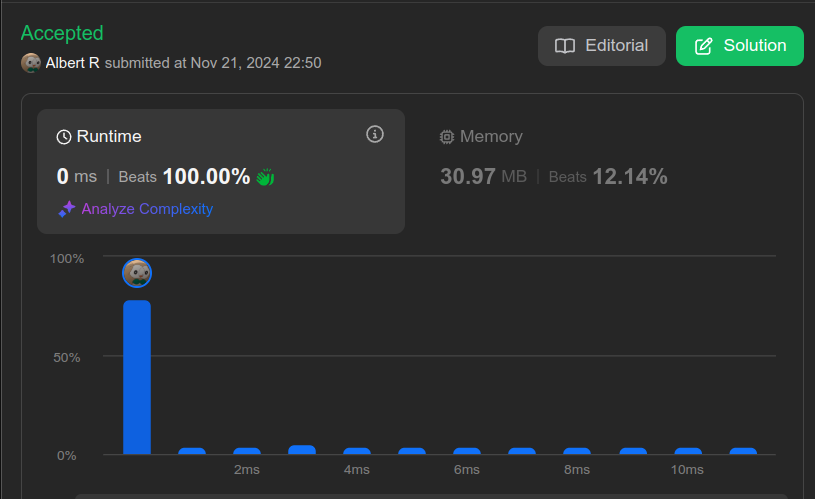 Accepted
Editorial
Solution
Albert R submitted at Nov 21, 2024 22:50
Runtime
Memory
0 ms | Beats 100.00%
30.97 MB | Beats 12.14%
Analyze Complexity
100%
50%
0%
2ms 4ms 6ms 8ms 10ms